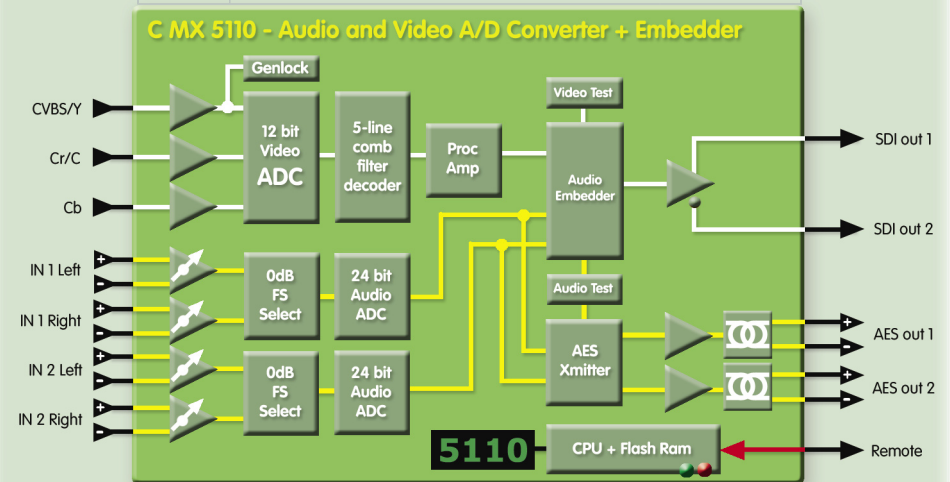 C MX 5110 - Audio and Video A/D Converter + Embedder
Genlock
CVBS/Y
Cr/C
Cb
12 bit
Video
ADC
5-line
comb
filter
decoder
Proc
Amp
Video Test
Audio
Embedder
SDI out 1
SDI out 2
IN 1 Left
+
-
IN 1 Right
+
-
IN 2 Left
+
-
IN 2 Right
+
-
0dB
FS
Select
24 bit
Audio
ADC
0dB
FS
Select
24 bit
Audio
ADC
Audio Test
AES
Xmitter
AES out 1
+
-
AES out 2
+
-
5110
CPU + Flash Ram
Remote